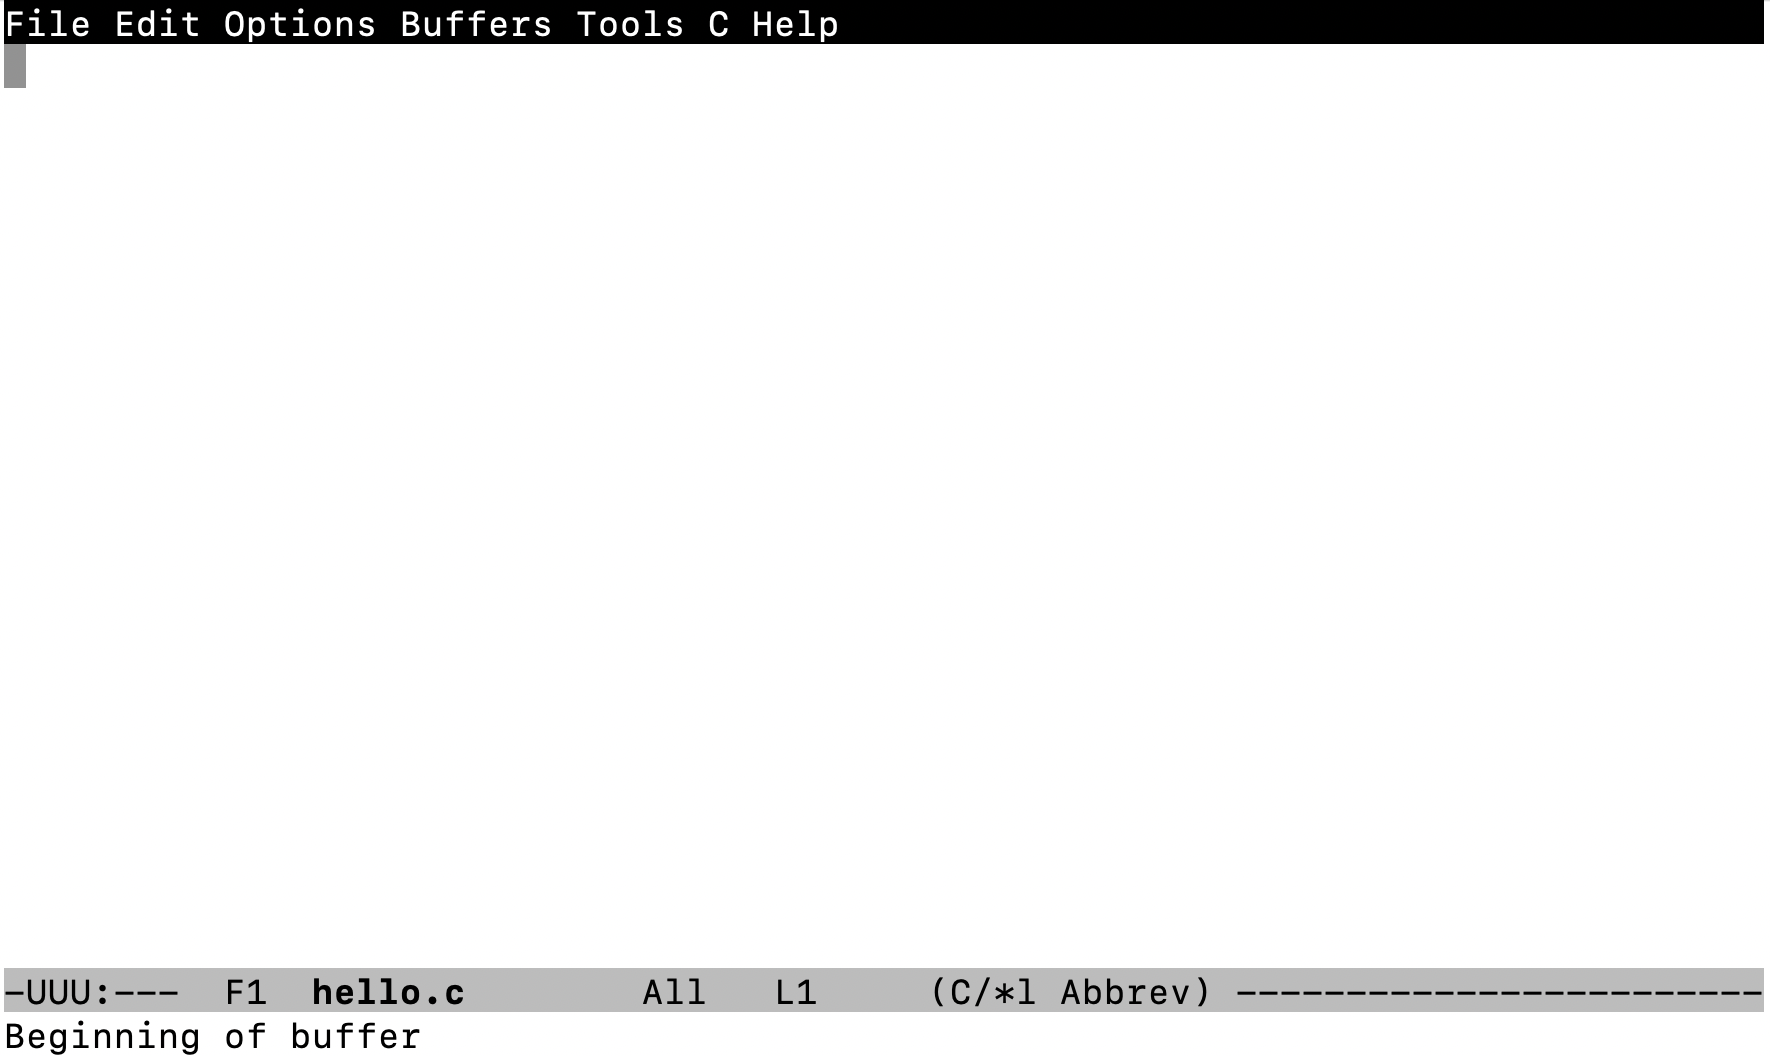 File Edit Options Buffers Tools C Help
-UUU:--- F1 hello.c All L1 (C/*l Abbrev) ------------------------
Beginning of buffer